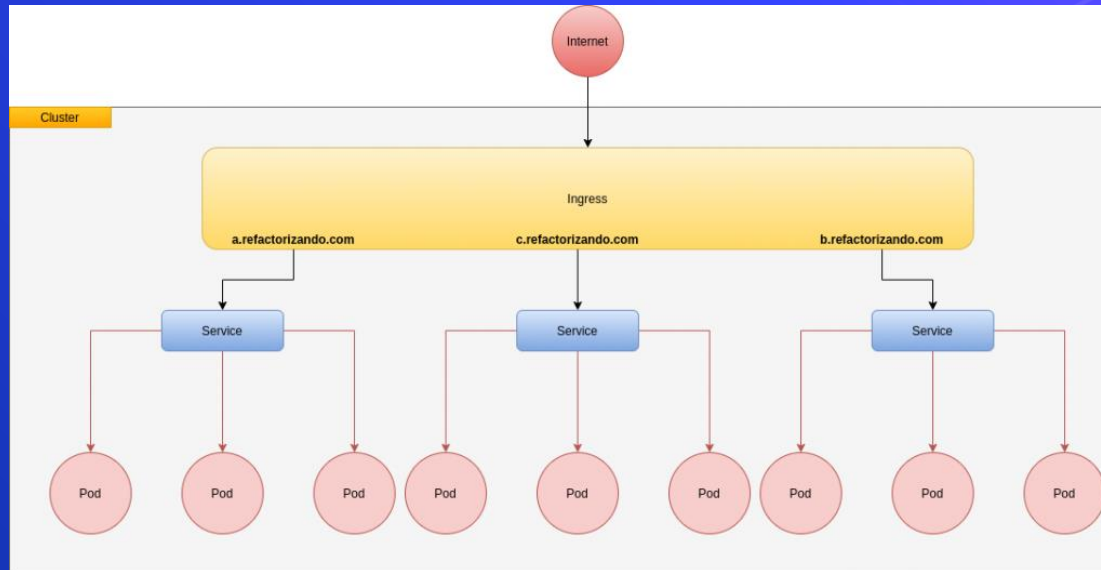 Internet
Cluster
Ingress
a.refactorizando.com
c.refactorizando.com
b.refactorizando.com
Service
Service
Service
Pod
Pod
Pod
Pod
Pod
Pod
Pod
Pod
Pod